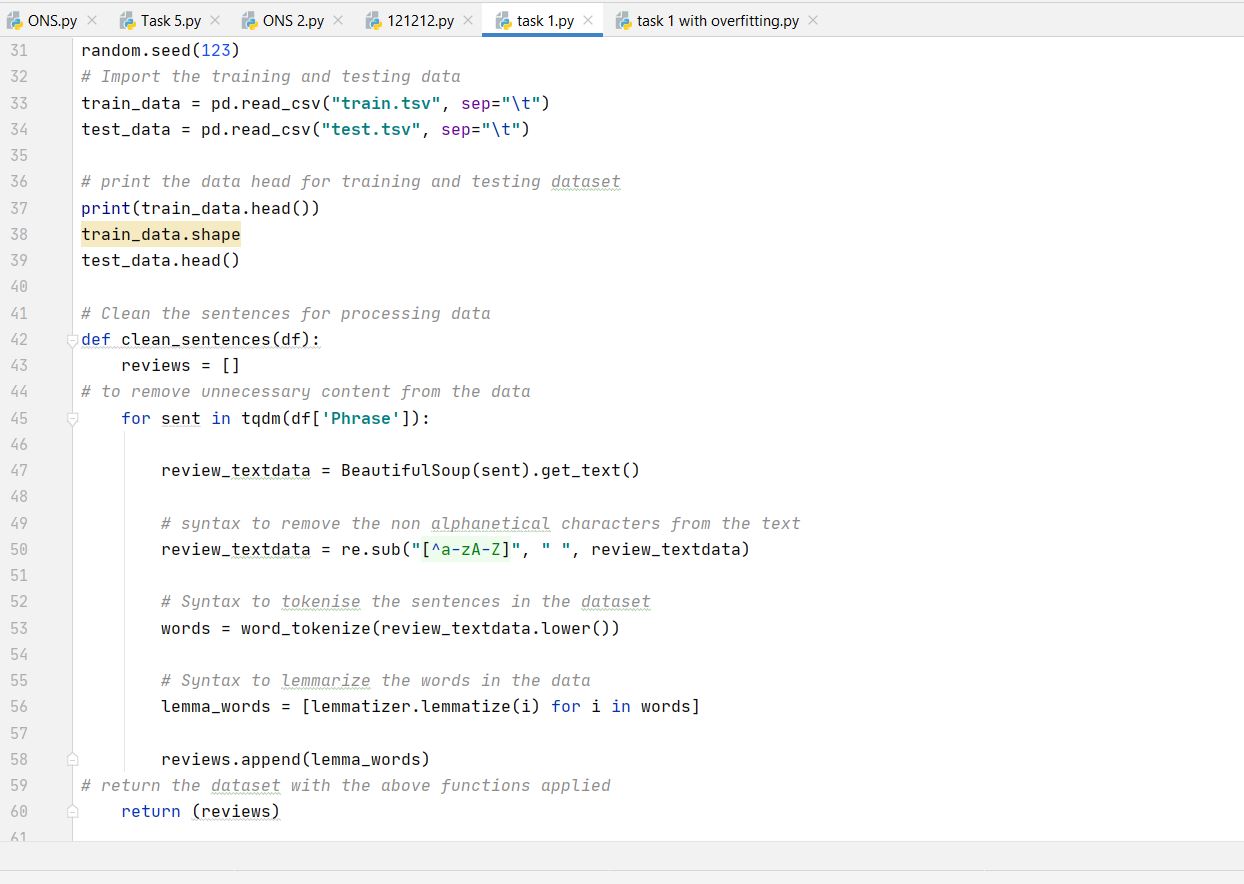 ONS.py Task 5.py ONS 2.py 121212.py task 1.py task 1 with overfitting.py
31 random.seed(123)
32 # Import the training and testing data
33 train_data = pd.read_csv("train.tsv", sep="\t")
34 test_data = pd.read_csv("test.tsv", sep="\t")
35
36 # print the data head for training and testing dataset
37 print(train_data.head())
38 train_data.shape
39 test_data.head()
40
41 # Clean the sentences for processing data
42 def clean_sentences(df):
43     reviews = []
44 # to remove unnecessary content from the data
45     for sent in tqdm(df['Phrase']):
46
47         review_textdata = BeautifulSoup(sent).get_text()
48
49         # syntax to remove the non alphanetical characters from the text
50         review_textdata = re.sub("[^a-zA-Z]", " ", review_textdata)
51
52         # Syntax to tokenise the sentences in the dataset
53         words = word_tokenize(review_textdata.lower())
54
55         # Syntax to lemmarize the words in the data
56         lemma_words = [lemmatizer.lemmatize(i) for i in words]
57
58         reviews.append(lemma_words)
59 # return the dataset with the above functions applied
60     return (reviews)
61